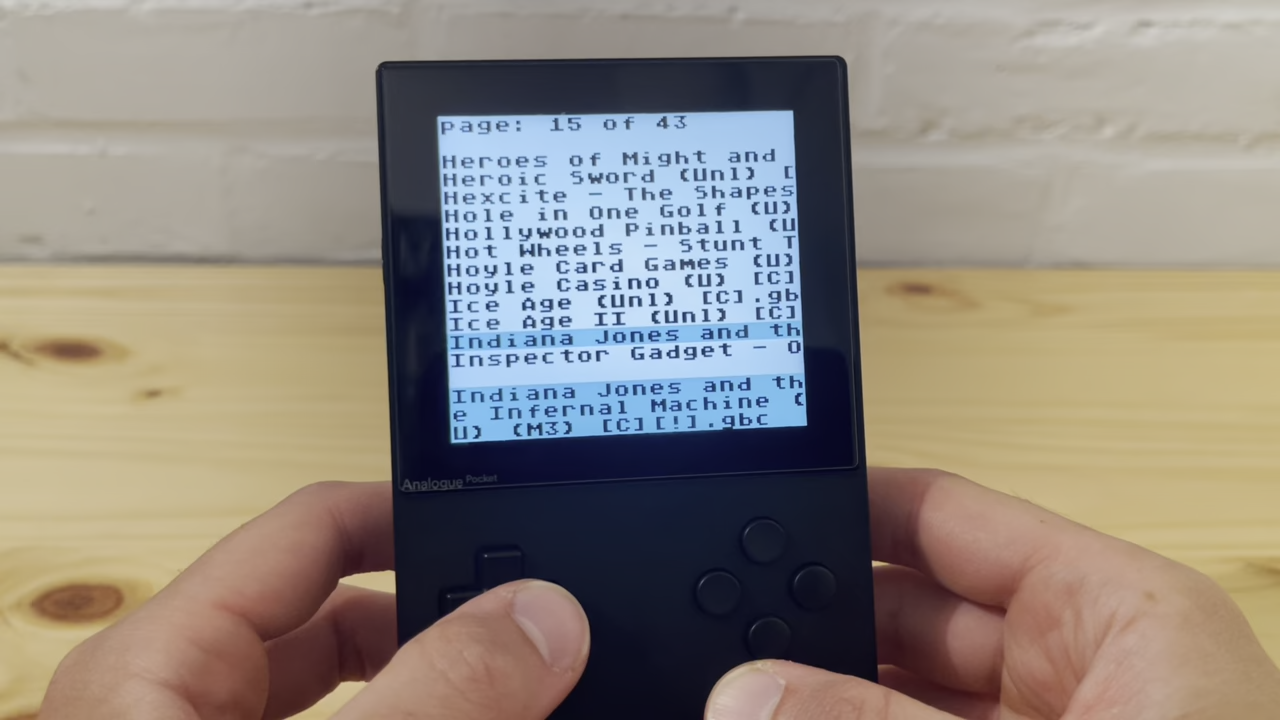 page: 15 of 43
Heroes of Might and
Heroic Sword (Unl) [
Hexcite - The Shapes
Hole in One Golf (U)
Hollywood Pinball (U
Hot Wheels - Stunt T
Hoyle Card Games (U)
Hoyle Casino (U) [C]
Ice Age (Unl) [C].gb
Ice Age II (Unl) [C]
Indiana Jones and th
Inspector Gadget - O
Indiana Jones and th
e Infernal Machine (
U) (M3) [C][!].gbc
Analogue Pocket